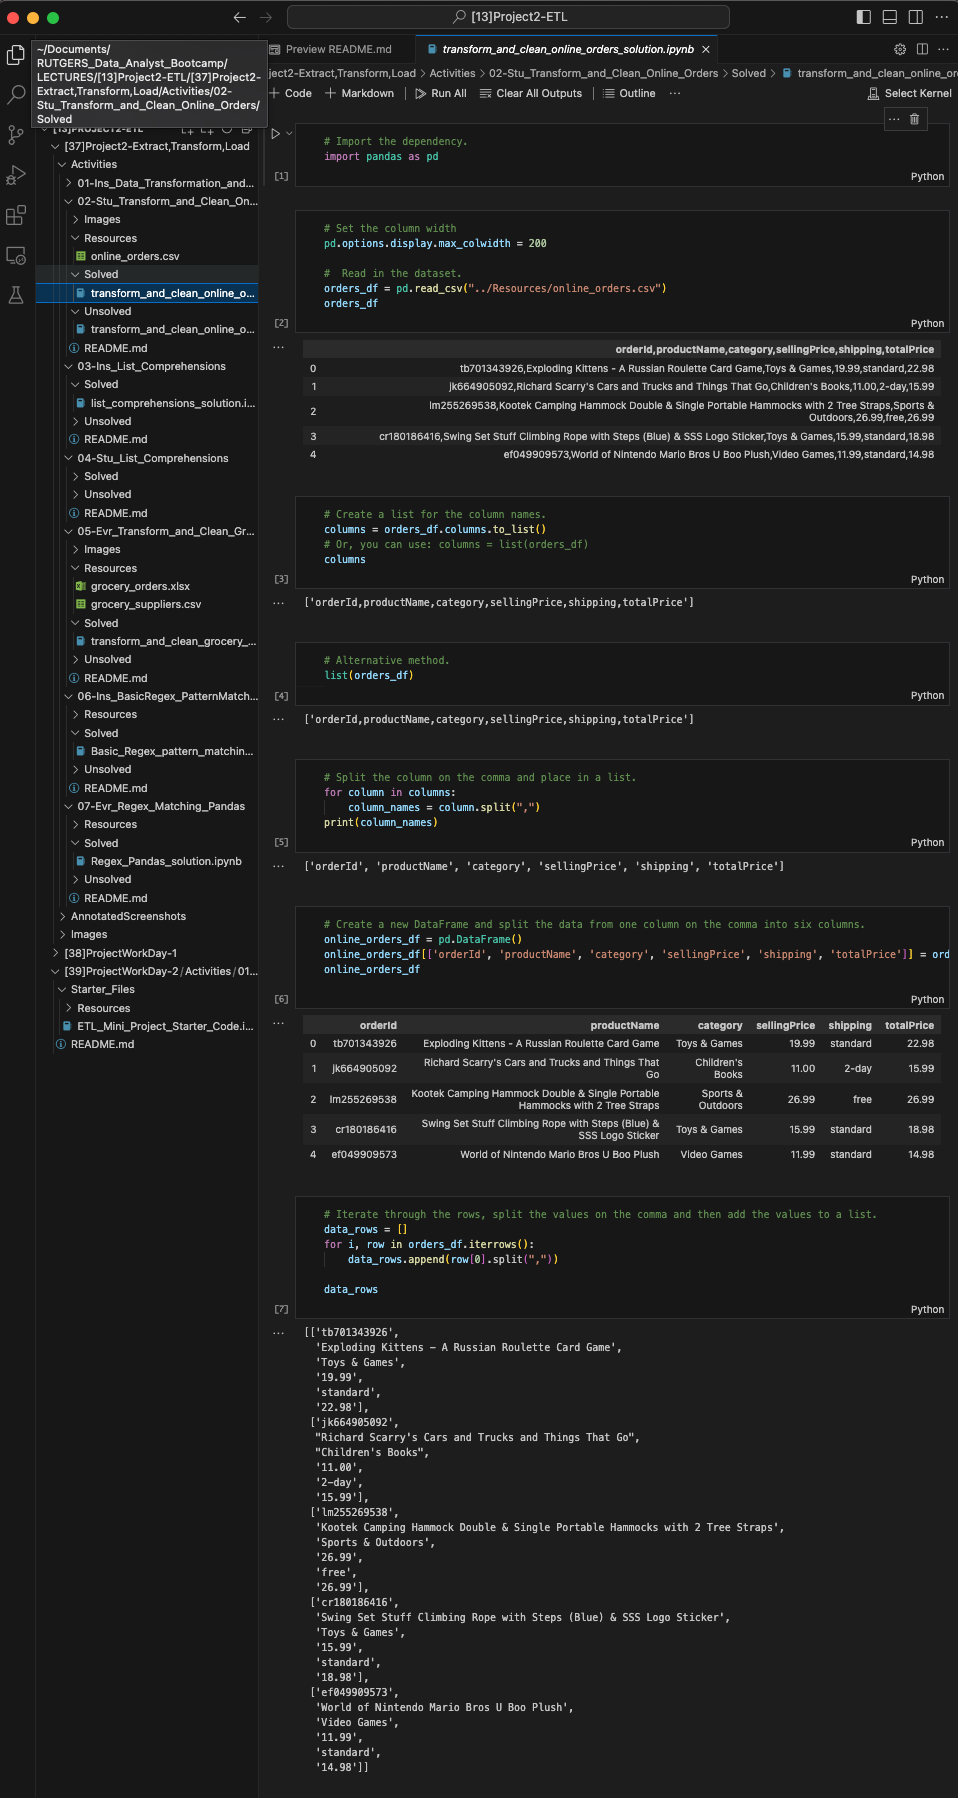 [13]Project2-ETL
~/Documents/
RUTGERS_Data_Analyst_Bootcamp/
LECTURES/[13]Project2-ETL/[37]Project2-
Extract,Transform,Load/Activities/02-
Stu_Transform_and_Clean_Online_Orders/
Solved
[37]Project2-Extract,Transform,Load
Activities
01-Ins_Data_Transformation_and...
02-Stu_Transform_and_Clean_On...
Images
Resources
online_orders.csv
Solved
transform_and_clean_online_o...
Unsolved
transform_and_clean_online_o...
README.md
03-Ins_List_Comprehensions
Solved
list_comprehensions_solution.i...
Unsolved
README.md
04-Stu_List_Comprehensions
Solved
Unsolved
README.md
05-Evr_Transform_and_Clean_Gr...
Images
Resources
grocery_orders.xlsx
grocery_suppliers.csv
Solved
transform_and_clean_grocery_...
Unsolved
README.md
06-Ins_BasicRegex_PatternMatch...
Resources
Solved
Basic_Regex_pattern_matchin...
Unsolved
README.md
07-Evr_Regex_Matching_Pandas
Resources
Solved
Regex_Pandas_solution.ipynb
Unsolved
README.md
AnnotatedScreenshots
Images
[38]ProjectWorkDay-1
[39]ProjectWorkDay-2 / Activities / 01...
Starter_Files
Resources
ETL_Mini_Project_Starter_Code.i...
README.md
Preview README.md
transform_and_clean_online_orders_solution.ipynb
ject2-Extract,Transform,Load > Activities > 02-Stu_Transform_and_Clean_Online_Orders > Solved > transform_and_clean_online_or
+ Code + Markdown | Run All Clear All Outputs | Outline ... Select Kernel
# Import the dependency.
import pandas as pd
[1] Python
# Set the column width
pd.options.display.max_colwidth = 200
#  Read in the dataset.
orders_df = pd.read_csv("../Resources/online_orders.csv")
orders_df
[2] Python
orderId,productName,category,sellingPrice,shipping,totalPrice
0 tb701343926,Exploding Kittens - A Russian Roulette Card Game,Toys & Games,19.99,standard,22.98
1 jk664905092,Richard Scarry's Cars and Trucks and Things That Go,Children's Books,11.00,2-day,15.99
2 lm255269538,Kootek Camping Hammock Double & Single Portable Hammocks with 2 Tree Straps,Sports &
Outdoors,26.99,free,26.99
3 cr180186416,Swing Set Stuff Climbing Rope with Steps (Blue) & SSS Logo Sticker,Toys & Games,15.99,standard,18.98
4 ef049909573,World of Nintendo Mario Bros U Boo Plush,Video Games,11.99,standard,14.98
# Create a list for the column names.
columns = orders_df.columns.to_list()
# Or, you can use: columns = list(orders_df)
columns
[3] Python
['orderId,productName,category,sellingPrice,shipping,totalPrice']
# Alternative method.
list(orders_df)
[4] Python
['orderId,productName,category,sellingPrice,shipping,totalPrice']
# Split the column on the comma and place in a list.
for column in columns:
    column_names = column.split(",")
print(column_names)
[5] Python
['orderId', 'productName', 'category', 'sellingPrice', 'shipping', 'totalPrice']
# Create a new DataFrame and split the data from one column on the comma into six columns.
online_orders_df = pd.DataFrame()
online_orders_df[['orderId', 'productName', 'category', 'sellingPrice', 'shipping', 'totalPrice']] = ord
online_orders_df
[6] Python
orderId productName category sellingPrice shipping totalPrice
0 tb701343926 Exploding Kittens - A Russian Roulette Card Game Toys & Games 19.99 standard 22.98
1 jk664905092 Richard Scarry's Cars and Trucks and Things That Go Children's Books 11.00 2-day 15.99
2 lm255269538 Kootek Camping Hammock Double & Single Portable Hammocks with 2 Tree Straps Sports & Outdoors 26.99 free 26.99
3 cr180186416 Swing Set Stuff Climbing Rope with Steps (Blue) & SSS Logo Sticker Toys & Games 15.99 standard 18.98
4 ef049909573 World of Nintendo Mario Bros U Boo Plush Video Games 11.99 standard 14.98
# Iterate through the rows, split the values on the comma and then add the values to a list.
data_rows = []
for i, row in orders_df.iterrows():
    data_rows.append(row[0].split(","))
data_rows
[7] Python
[['tb701343926',
'Exploding Kittens - A Russian Roulette Card Game',
'Toys & Games',
'19.99',
'standard',
'22.98'],
['jk664905092',
"Richard Scarry's Cars and Trucks and Things That Go",
"Children's Books",
'11.00',
'2-day',
'15.99'],
['lm255269538',
'Kootek Camping Hammock Double & Single Portable Hammocks with 2 Tree Straps',
'Sports & Outdoors',
'26.99',
'free',
'26.99'],
['cr180186416',
'Swing Set Stuff Climbing Rope with Steps (Blue) & SSS Logo Sticker',
'Toys & Games',
'15.99',
'standard',
'18.98'],
['ef049909573',
'World of Nintendo Mario Bros U Boo Plush',
'Video Games',
'11.99',
'standard',
'14.98']]